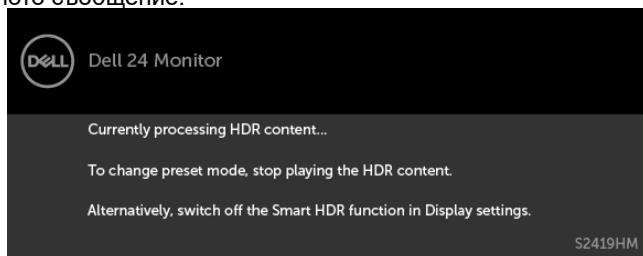 съобщение.
DELL
Dell 24 Monitor
Currently processing HDR content...
To change preset mode, stop playing the HDR content.
Alternatively, switch off the Smart HDR function in Display settings.
S2419HM